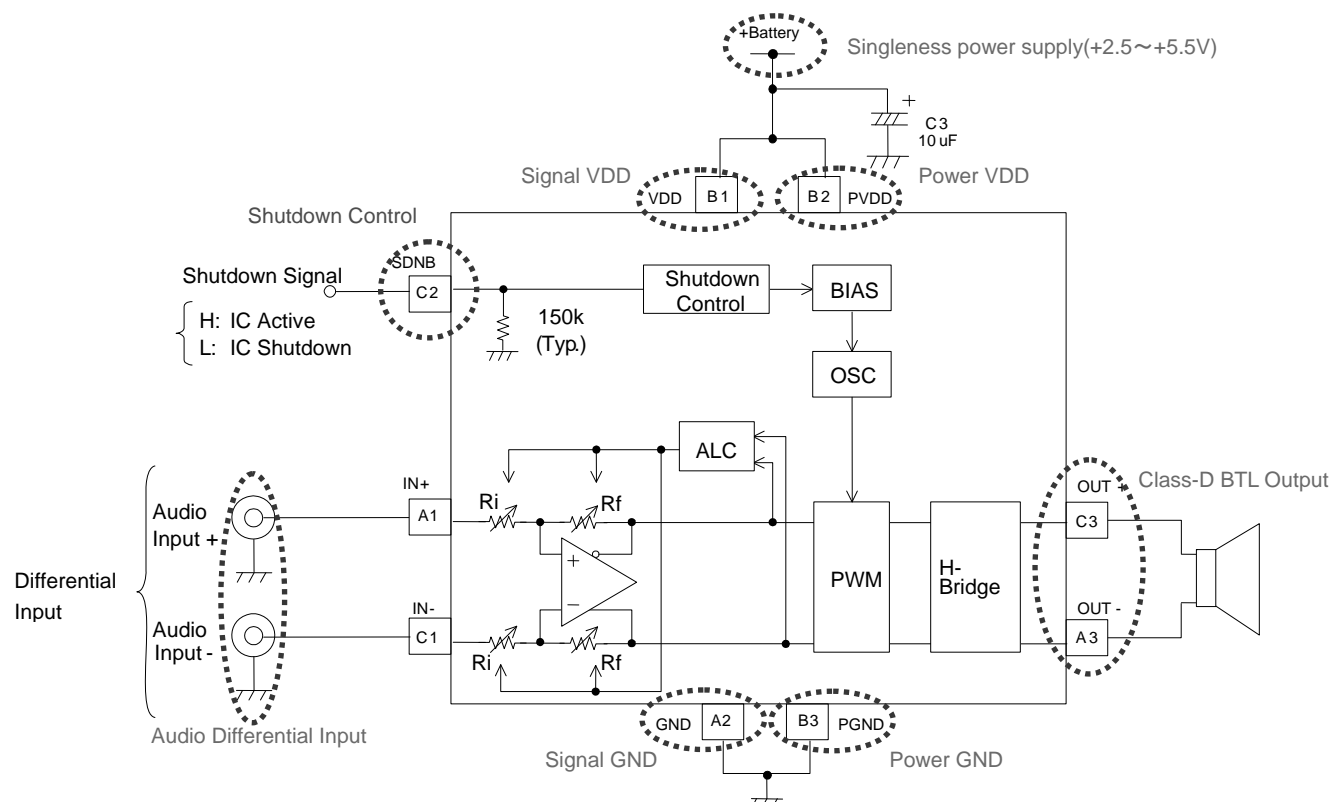 +Battery
Singleness power supply(+2.5～+5.5V)
+
C3
10uF
Signal VDD
VDD
B1
B2
PVDD
Power VDD
Shutdown Control
SDNB
Shutdown Signal
C2
H: IC Active
L: IC Shutdown
150k
(Typ.)
Shutdown
Control
BIAS
OSC
ALC
Differential
Input
Audio
Input +
IN+
A1
Ri
Rf
+
−
Audio
Input -
IN-
C1
Ri
Rf
Audio Differential Input
PWM
H-
Bridge
OUT +
C3
Class-D BTL Output
OUT -
A3
GND
A2
B3
PGND
Signal GND
Power GND